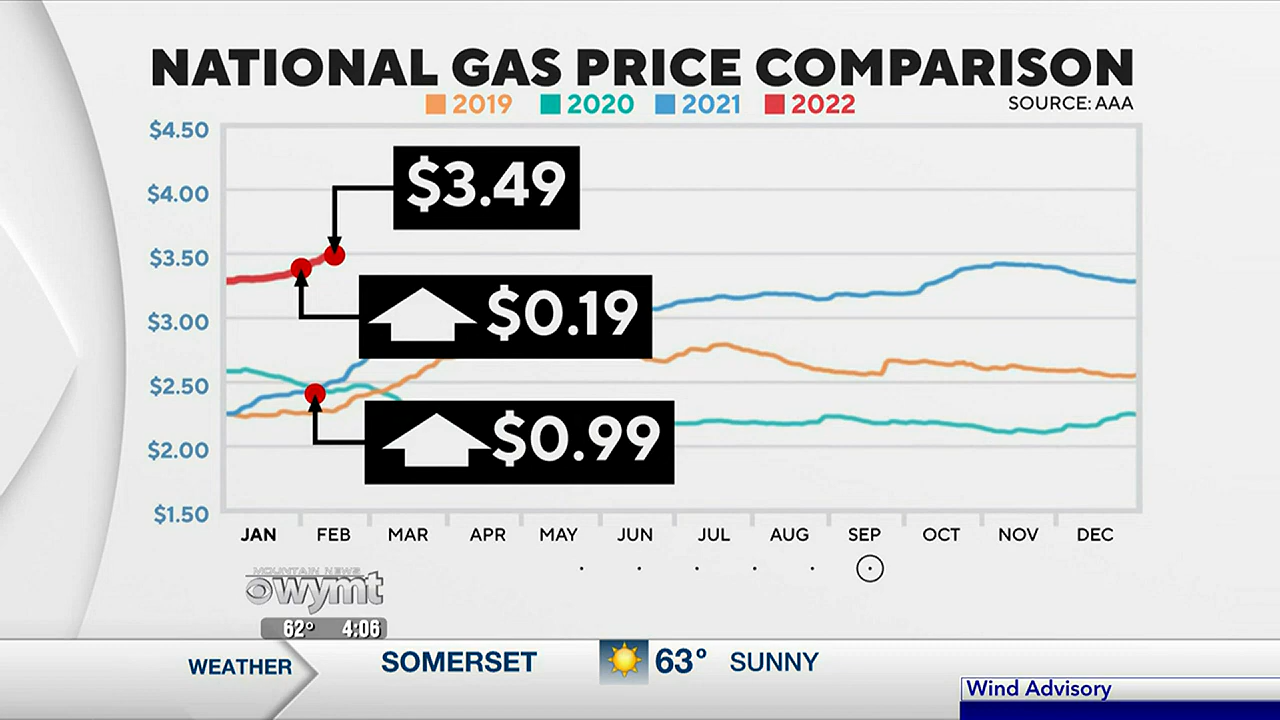 NATIONAL GAS PRICE COMPARISON
2019 2020 2021 2022
SOURCE: AAA
$4.50
$4.00
$3.50
$3.00
$2.50
$2.00
$1.50
$3.49
$0.19
$0.99
JAN FEB MAR APR MAY JUN JUL AUG SEP OCT NOV DEC
MOUNTAIN NEWS
wymt
62° 4:06
WEATHER SOMERSET 63° SUNNY
Wind Advisory